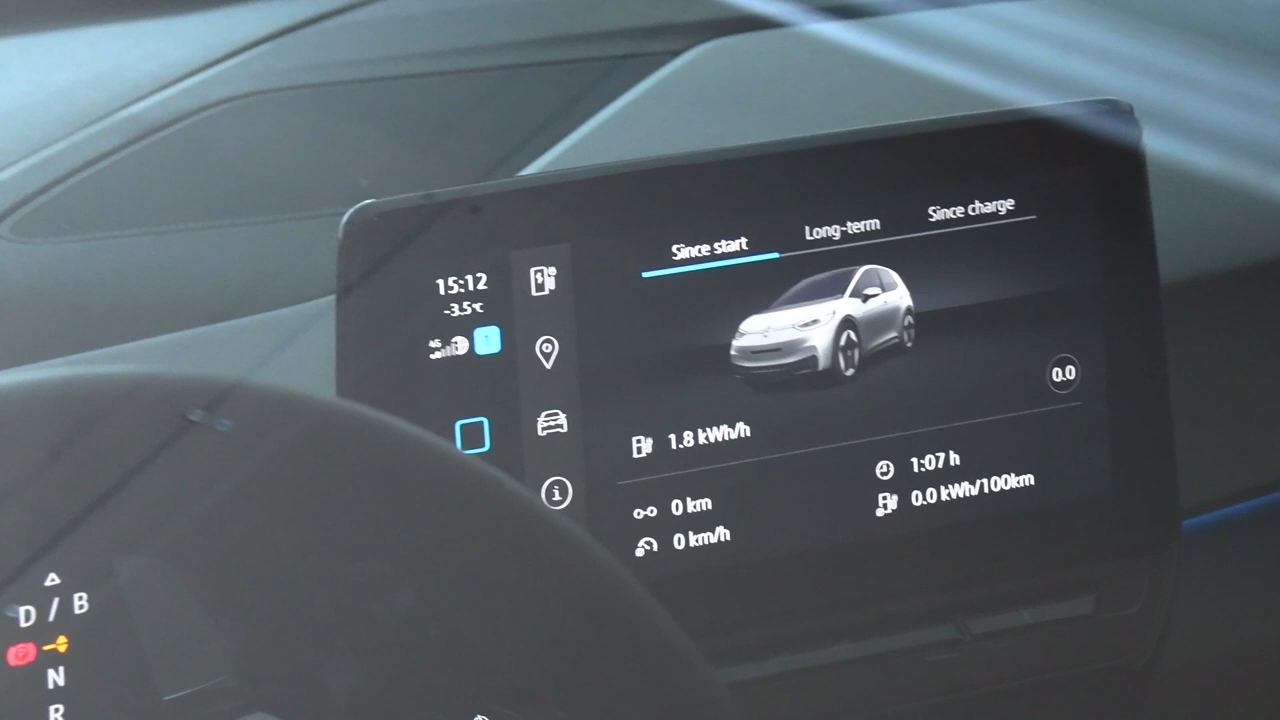 Since start Long-term Since charge
15:12
-3.5°C
4G
0.0
1.8 kWh/h
1:07 h
0 km
0.0 kWh/100km
0 km/h
D / B
N
R